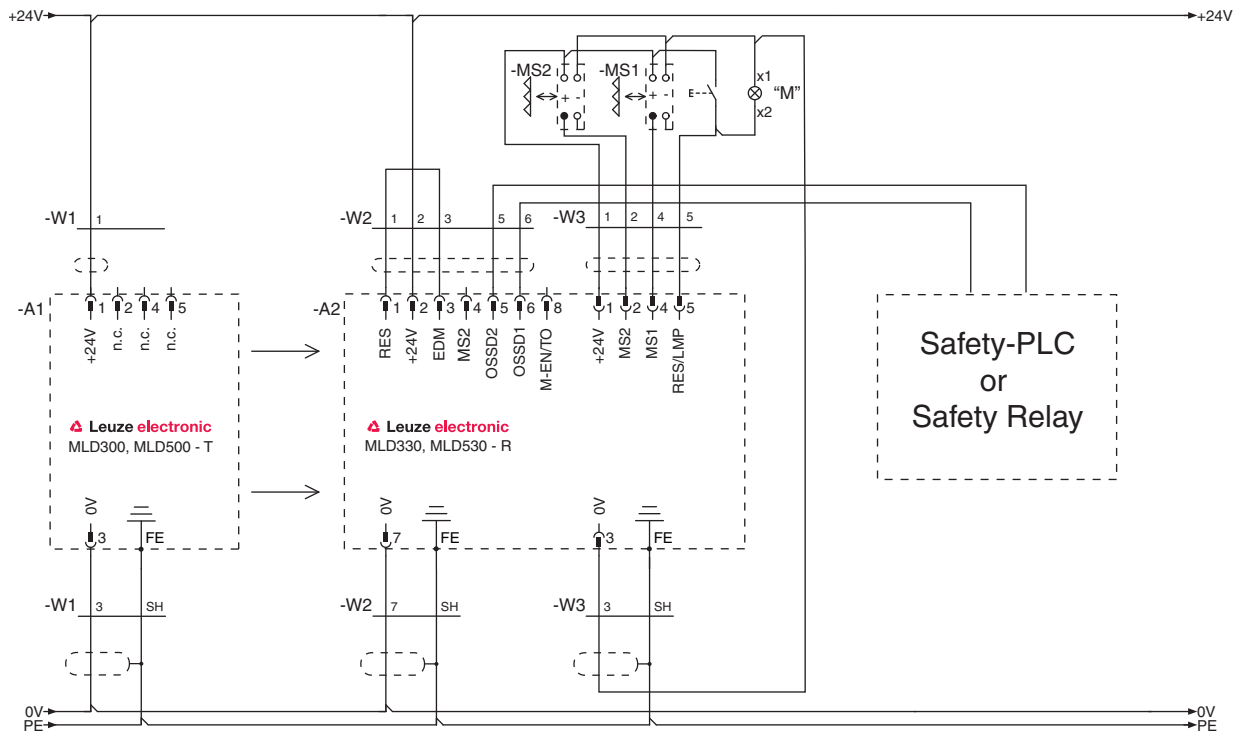 +24V +24V
-MS2 -MS1 x1 "M"
+ - + - E x2
-W1 1 -W2 1 2 3 5 6 -W3 1 2 4 5
-A1 1 2 4 5 -A2 1 2 3 4 5 6 8 1 2 4 5
+24V n.c. n.c. n.c. RES +24V EDM MS2 OSSD2 OSSD1 M-EN/TO +24V MS2 MS1 RES/LMP
Safety-PLC
or
Safety Relay
Leuze electronic Leuze electronic
MLD300, MLD500 - T MLD330, MLD530 - R
0V 0V 0V
3 FE 7 FE 3 FE
-W1 3 SH -W2 7 SH -W3 3 SH
0V 0V
PE PE